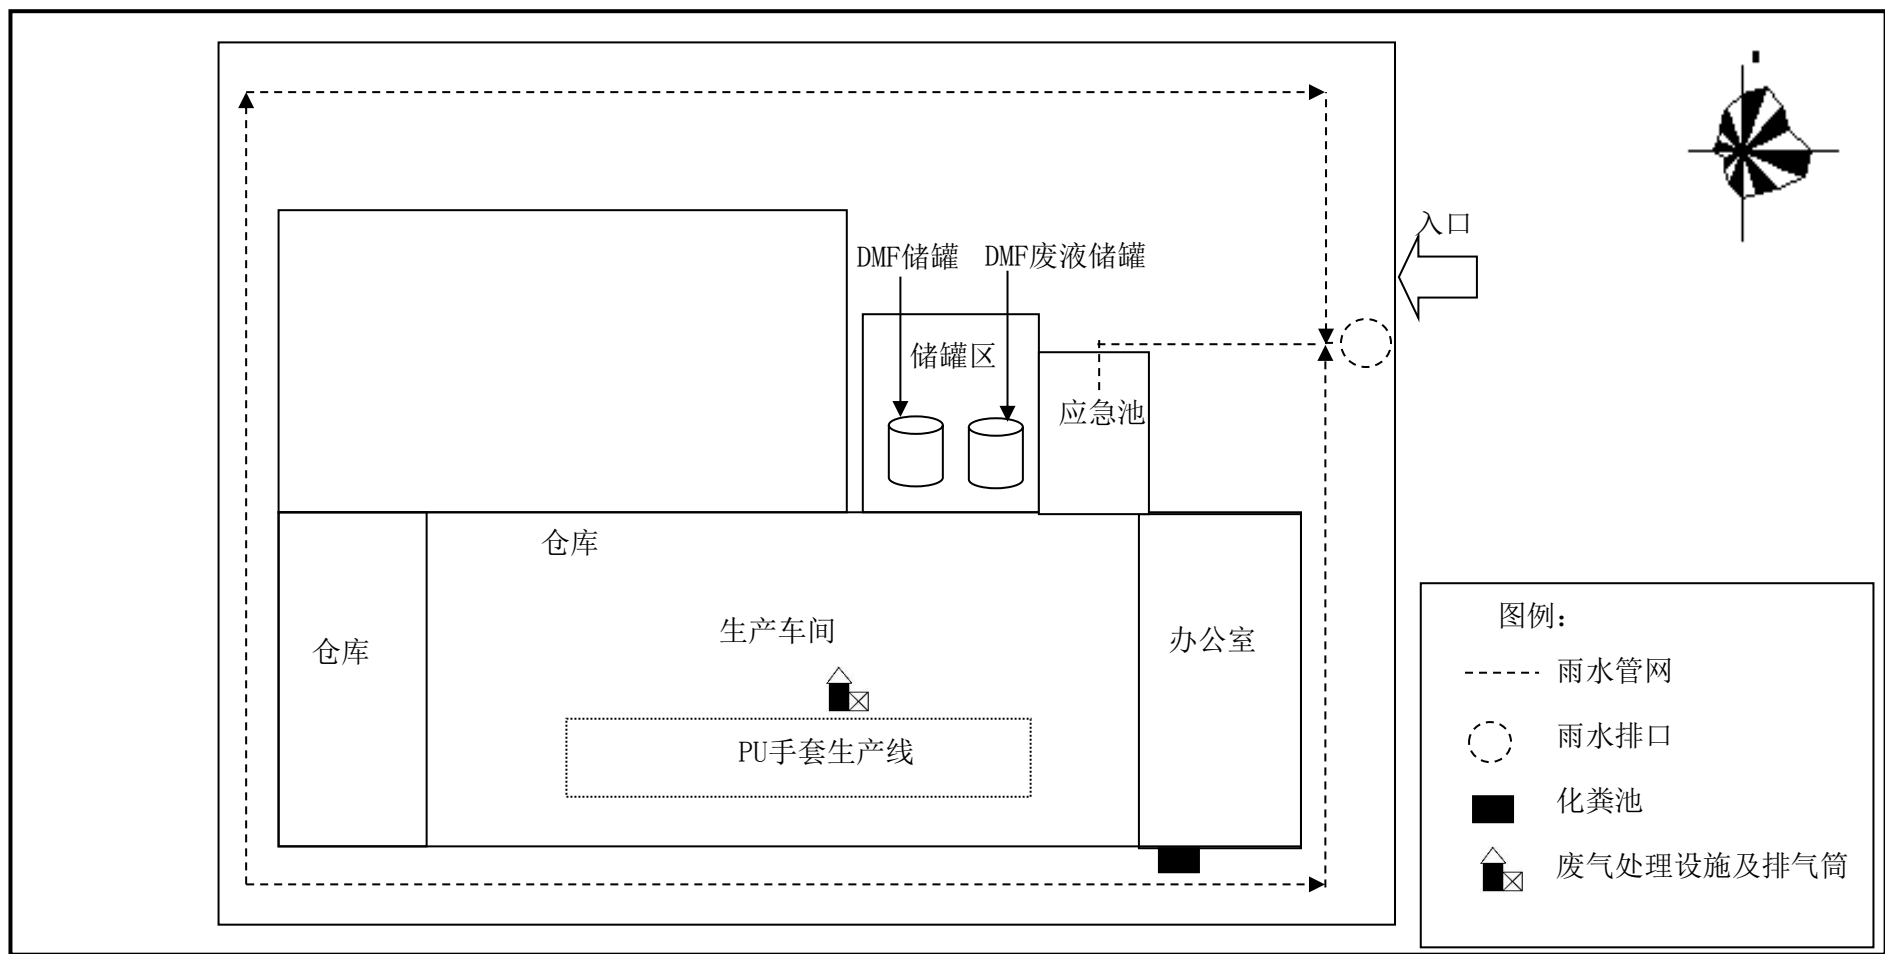 入口
DMF储罐
DMF废液储罐
储罐区
应急池
仓库
生产车间
仓库
办公室
PU手套生产线
图例：
雨水管网
雨水排口
化粪池
废气处理设施及排气筒